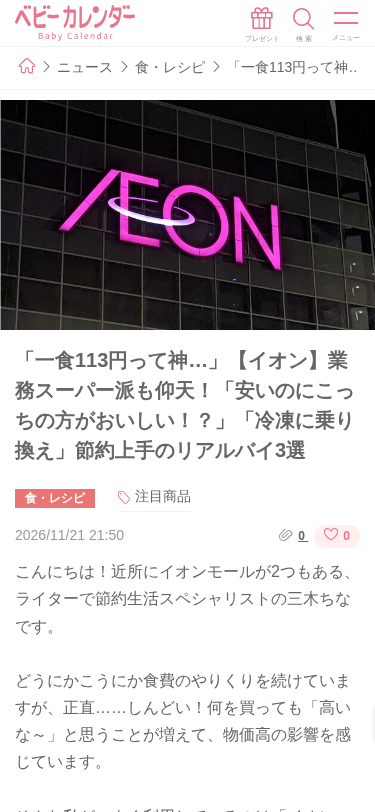 ベビーカレンダー
Baby Calendar
プレゼント
検索
メニュー
ニュース
食・レシピ
「一食113円って神…
ÆON
「一食113円って神…」【イオン】業
務スーパー派も仰天！「安いのにこっ
ちの方がおいしい！？」「冷凍に乗り
換え」節約上手のリアルバイ3選
食・レシピ
注目商品
2026/11/21 21:50
0
0
こんにちは！近所にイオンモールが2つもある、
ライターで節約生活スペシャリストの三木ちな
です。
どうにかこうにか食費のやりくりを続けていま
すが、正直……しんどい！何を買っても「高い
な～」と思うことが増えて、物価高の影響を感
じています。